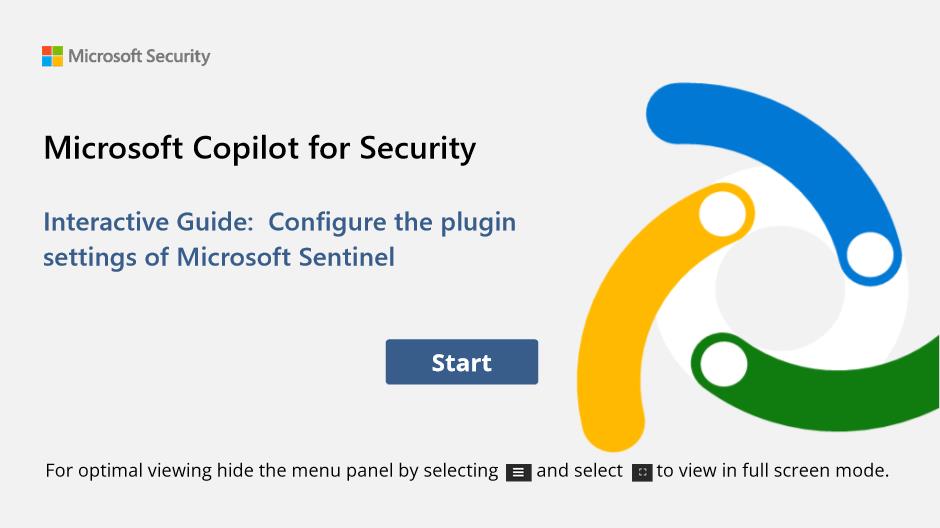 Microsoft Security
Microsoft Copilot for Security
Interactive Guide:  Configure the plugin
settings of Microsoft Sentinel
Start
For optimal viewing hide the menu panel by selecting and select to view in full screen mode.